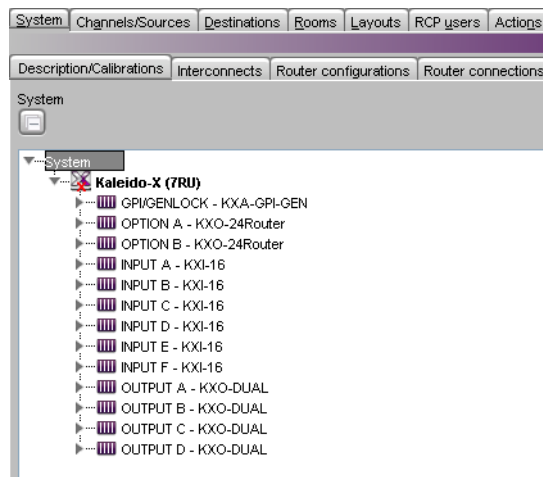 System Channels/Sources Destinations Rooms Layouts RCP users Actions
Description/Calibrations Interconnects Router configurations Router connections
System
System
Kaleido-X (7RU)
GPI/GENLOCK - KXA-GPI-GEN
OPTION A - KXO-24Router
OPTION B - KXO-24Router
INPUT A - KXI-16
INPUT B - KXI-16
INPUT C - KXI-16
INPUT D - KXI-16
INPUT E - KXI-16
INPUT F - KXI-16
OUTPUT A - KXO-DUAL
OUTPUT B - KXO-DUAL
OUTPUT C - KXO-DUAL
OUTPUT D - KXO-DUAL